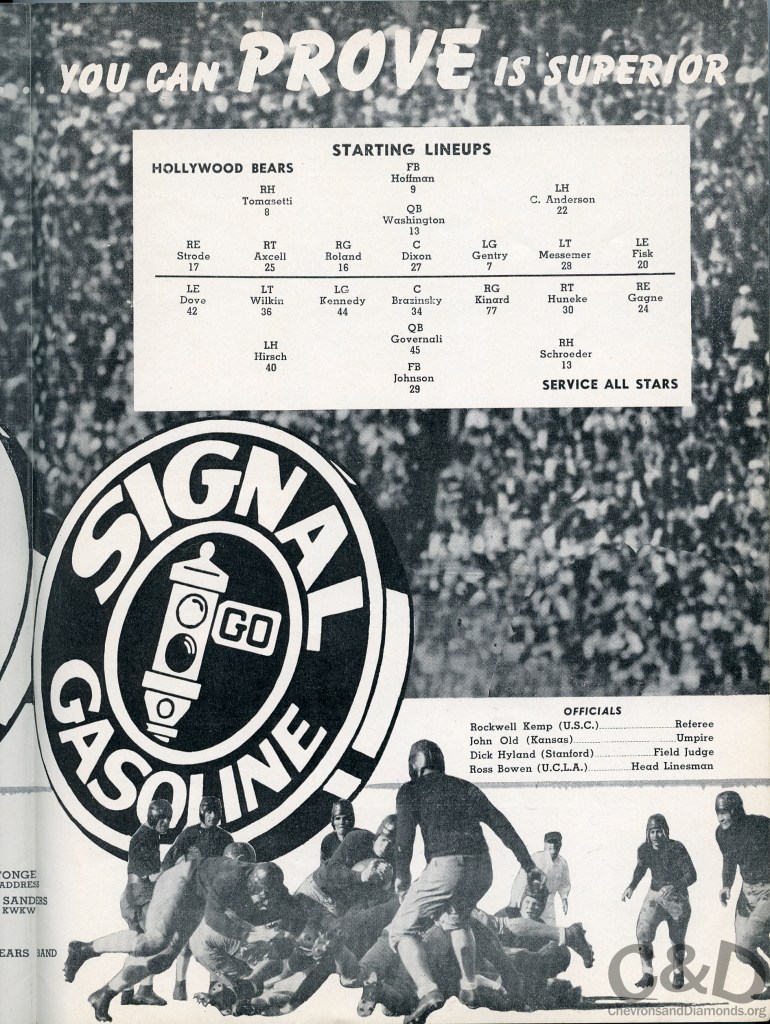 YOU CAN PROVE IS SUPERIOR
STARTING LINEUPS
HOLLYWOOD BEARS
FB
Hoffman
9
RH
Tomasetti
8
LH
C. Anderson
22
QB
Washington
13
RE RT RG C LG LT LE
Strode Axcell Roland Dixon Gentry Messemer Fisk
17 25 16 27 7 28 20
LE LT LG C RG RT RE
Dove Wilkin Kennedy Brazinsky Kinard Huneke Gagne
42 36 44 34 77 30 24
QB
Governali
45
LH
Hirsch
40
RH
Schroeder
13
FB
Johnson
29
SERVICE ALL STARS
SIGNAL
GO
GASOLINE
OFFICIALS
Rockwell Kemp (U.S.C.) Referee
John Old (Kansas) Umpire
Dick Hyland (Stanford) Field Judge
Ross Bowen (U.C.L.A.) Head Linesman
YONGE
ADDRESS
SANDERS
KWKW
EARS BAND
C&D
ChevronsandDiamonds.org